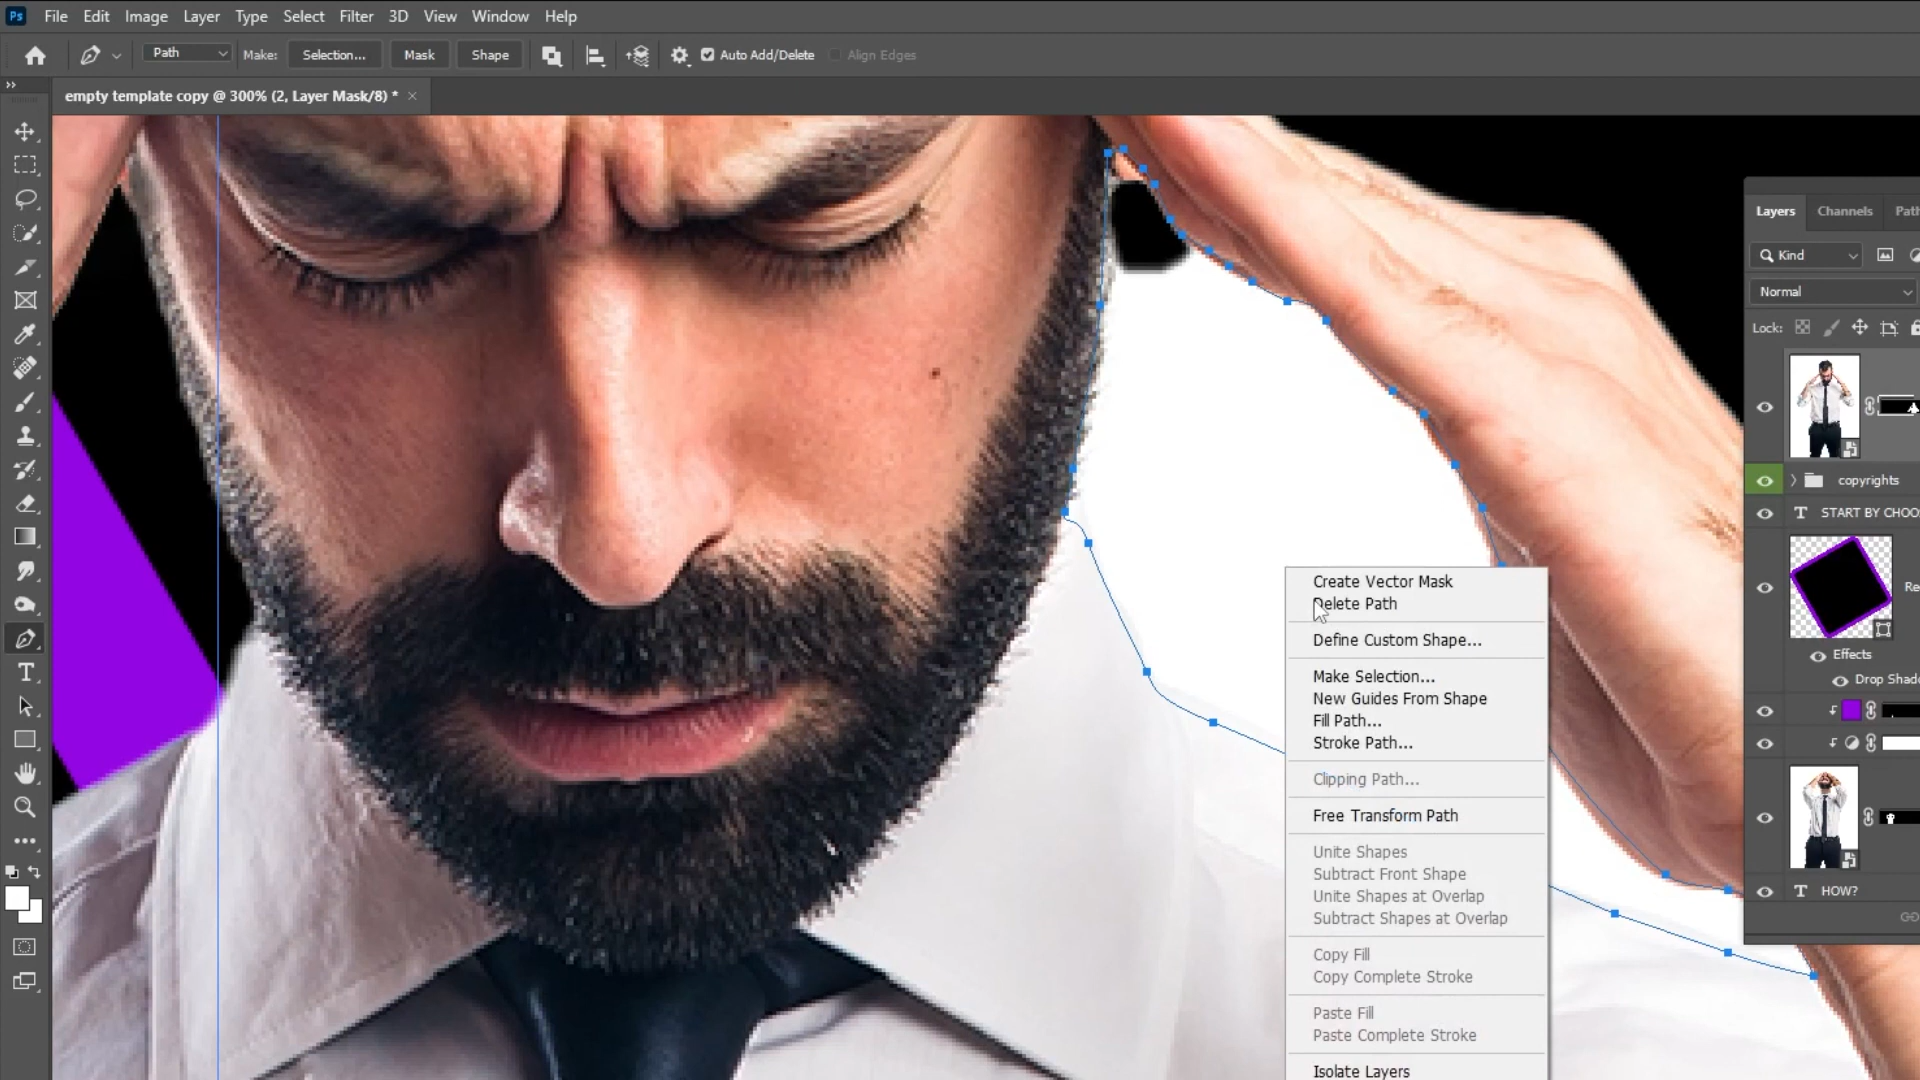 Ps File Edit Image Layer Type Select Filter 3D View Window Help
Path Make: Selection... Mask Shape Auto Add/Delete Align Edges
empty template copy @ 300% (2, Layer Mask/8) * ×
Layers Channels
Kind
Normal
Lock:
copyrights
T START BY
Effects
Drop
T HOW?
Create Vector Mask
Delete Path
Define Custom Shape...
Make Selection...
New Guides From Shape
Fill Path...
Stroke Path...
Clipping Path...
Free Transform Path
Unite Shapes
Subtract Front Shape
Unite Shapes at Overlap
Subtract Shapes at Overlap
Copy Fill
Copy Complete Stroke
Paste Fill
Paste Complete Stroke
Isolate Layers